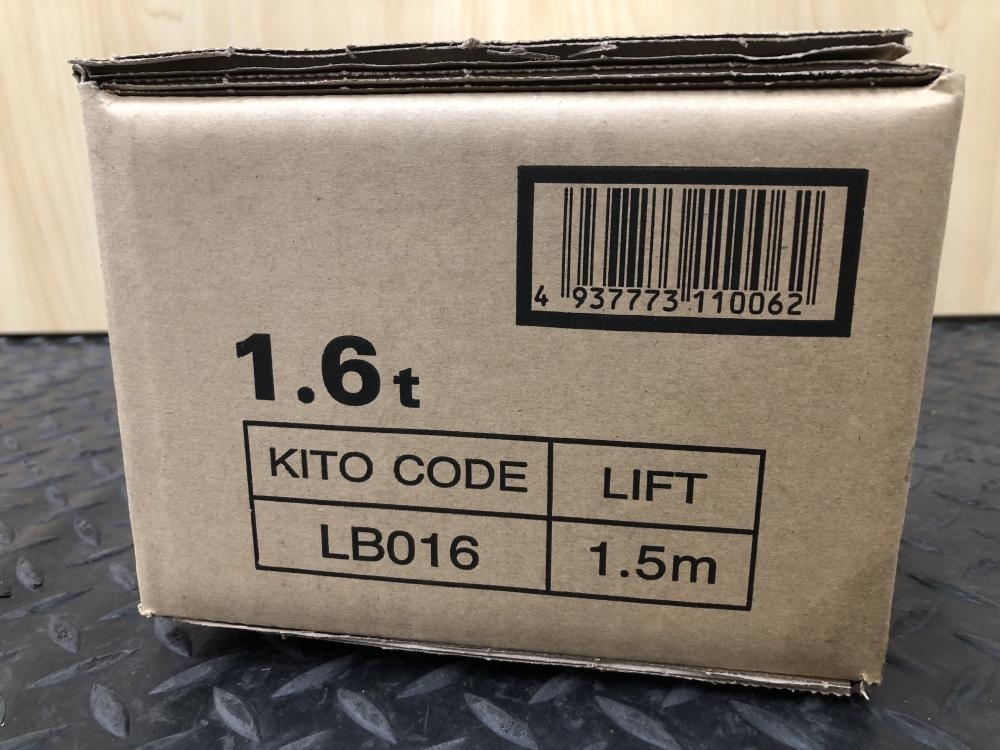 4 937773 110062
1.6t
KITO CODE LIFT
LB016 1.5m